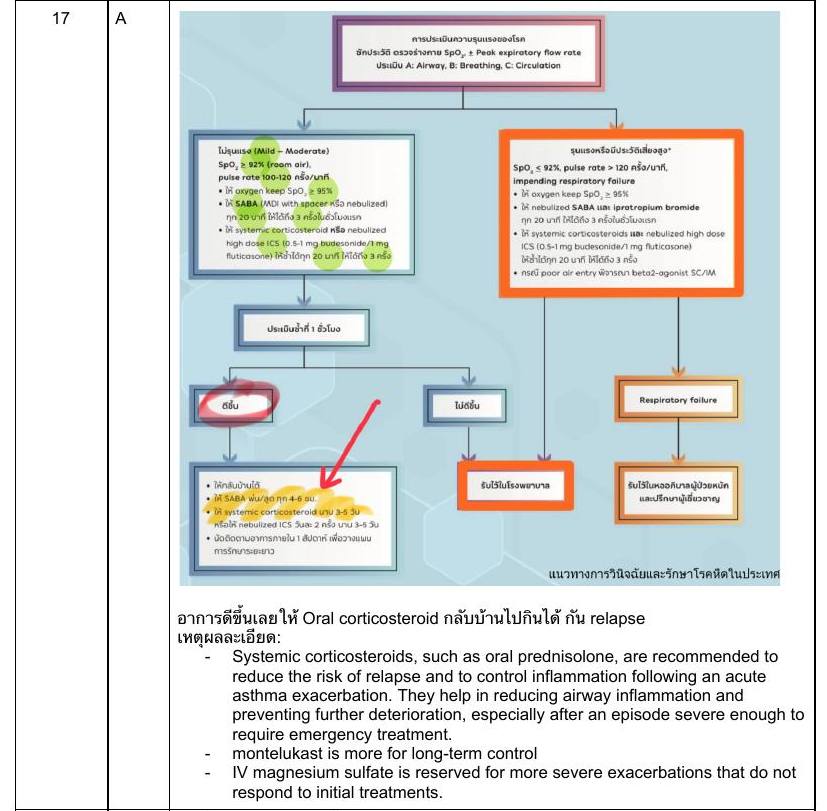 17
A
การประเมินความรุนแรงของโรค
ซักประวัติ ตรวจร่างกาย SpO₂, ± Peak expiratory flow rate
ประเมิน A: Airway, B: Breathing, C: Circulation
ไม่รุนแรง (Mild – Moderate)
SpO₂ ≥ 92% (room air),
pulse rate 100-120 ครั้ง/นาที
• ให้ oxygen keep SpO₂ ≥ 95%
• ให้ SABA (MDI with spacer หรือ nebulized)
ทุก 20 นาที ให้ได้ถึง 3 ครั้งในชั่วโมงแรก
• ให้ systemic corticosteroid หรือ nebulized
high dose ICS (0.5-1 mg budesonide/1 mg
fluticasone) ให้ซ้ำได้ทุก 20 นาที ให้ได้ถึง 3 ครั้ง
รุนแรงหรือมีประวัติเสี่ยงสูง*
SpO₂ ≤ 92%, pulse rate > 120 ครั้ง/นาที,
impending respiratory failure
• ให้ oxygen keep SpO₂ ≥ 95%
• ให้ nebulized SABA และ ipratropium bromide
ทุก 20 นาที ให้ได้ถึง 3 ครั้งในชั่วโมงแรก
• ให้ systemic corticosteroids และ nebulized high dose
ICS (0.5-1 mg budesonide/1 mg fluticasone)
ให้ซ้ำได้ทุก 20 นาที ให้ได้ถึง 3 ครั้ง
• กรณี poor air entry พิจารณา beta2-agonist SC/IM
ประเมินซ้ำที่ 1 ชั่วโมง
ดีขึ้น
ไม่ดีขึ้น
Respiratory failure
• ให้กลับบ้านได้
• ให้ SABA พ่น/สูด ทุก 4-6 ชม.
• ให้ systemic corticosteroid นาน 3-5 วัน
หรือให้ nebulized ICS วันละ 2 ครั้ง นาน 3-5 วัน
• นัดติดตามอาการภายใน 1 สัปดาห์ เพื่อวางแผน
การรักษาระยะยาว
รับไว้ในโรงพยาบาล
รับไว้ในหออภิบาลผู้ป่วยหนัก
และปรึกษาผู้เชี่ยวชาญ
แนวทางการวินิจฉัยและรักษาโรคหืดในประเทศ
อาการดีขึ้นเลยให้ Oral corticosteroid กลับบ้านไปกินได้ กัน relapse
เหตุผลละเอียด:
- Systemic corticosteroids, such as oral prednisolone, are recommended to
reduce the risk of relapse and to control inflammation following an acute
asthma exacerbation. They help in reducing airway inflammation and
preventing further deterioration, especially after an episode severe enough to
require emergency treatment.
- montelukast is more for long-term control
- IV magnesium sulfate is reserved for more severe exacerbations that do not
respond to initial treatments.